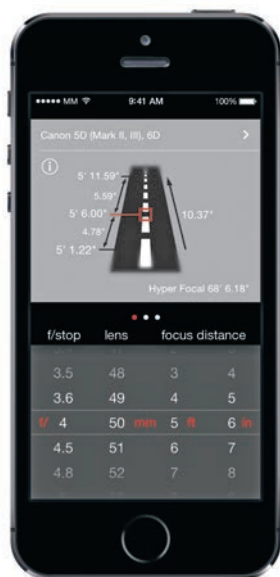 MM 9:41 AM 100%
Canon 5D (Mark II, III), 6D
i
5' 11.59"
5.59"
5' 6.00"
10.37"
4.78"
5' 1.22"
Hyper Focal 68' 6.18"
f/stop lens focus distance
3.5 48 3 4
3.6 49 4 5
f/ 4 50 mm 5 ft 6 in
4.5 51 6 7
4.8 52 7 8